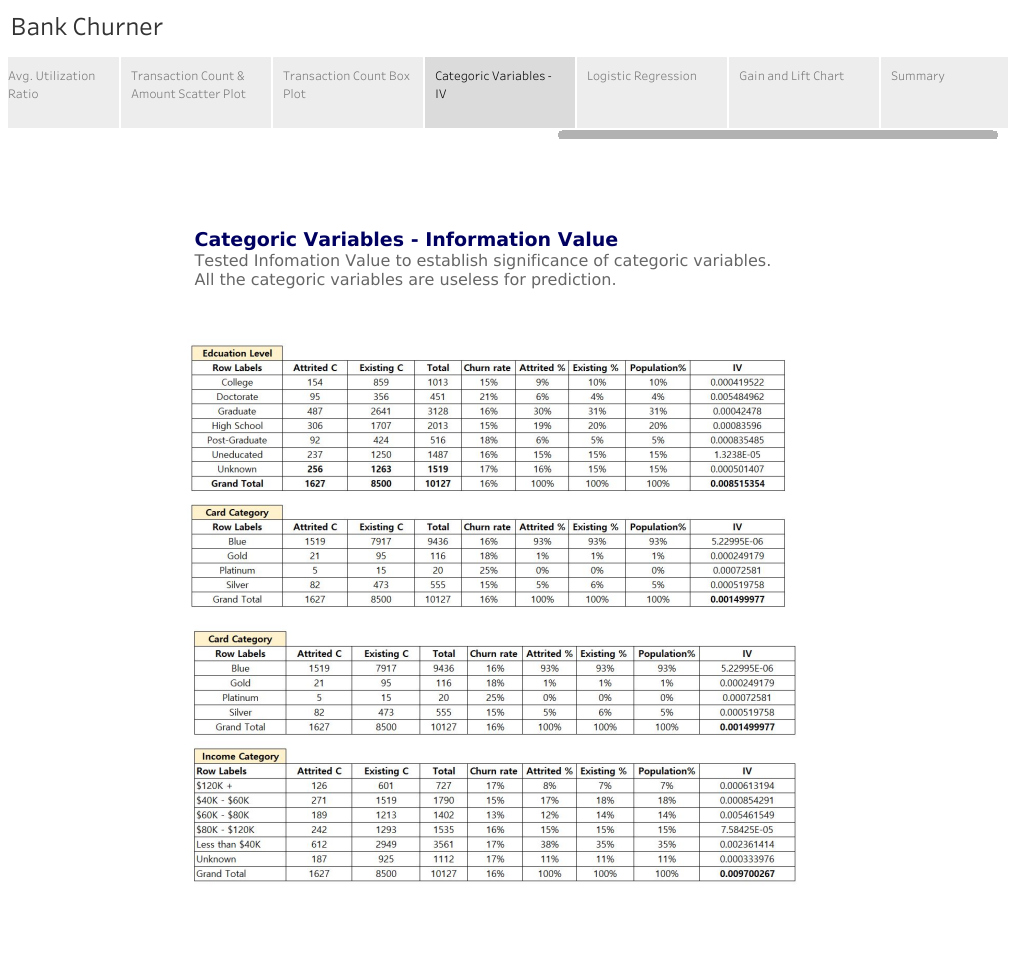 Bank Churner
Avg. Utilization
Ratio
Transaction Count &
Amount Scatter Plot
Transaction Count Box
Plot
Categoric Variables -
IV
Logistic Regression
Gain and Lift Chart
Summary
Categoric Variables - Information Value
Tested Infomation Value to establish significance of categoric variables.
All the categoric variables are useless for prediction.
Edcuation Level
Row Labels Attrited C Existing C Total Churn rate Attrited % Existing % Population% IV
College 154 859 1013 15% 9% 10% 10% 0.000419522
Doctorate 95 356 451 21% 6% 4% 4% 0.005484962
Graduate 487 2641 3128 16% 30% 31% 31% 0.00042478
High School 306 1707 2013 15% 19% 20% 20% 0.00083596
Post-Graduate 92 424 516 18% 6% 5% 5% 0.000835485
Uneducated 237 1250 1487 16% 15% 15% 15% 1.3238E-05
Unknown 256 1263 1519 17% 16% 15% 15% 0.000501407
Grand Total 1627 8500 10127 16% 100% 100% 100% 0.008515354
Card Category
Row Labels Attrited C Existing C Total Churn rate Attrited % Existing % Population% IV
Blue 1519 7917 9436 16% 93% 93% 93% 5.22995E-06
Gold 21 95 116 18% 1% 1% 1% 0.000249179
Platinum 5 15 20 25% 0% 0% 0% 0.00072581
Silver 82 473 555 15% 5% 6% 5% 0.000519758
Grand Total 1627 8500 10127 16% 100% 100% 100% 0.001499977
Card Category
Row Labels Attrited C Existing C Total Churn rate Attrited % Existing % Population% IV
Blue 1519 7917 9436 16% 93% 93% 93% 5.22995E-06
Gold 21 95 116 18% 1% 1% 1% 0.000249179
Platinum 5 15 20 25% 0% 0% 0% 0.00072581
Silver 82 473 555 15% 5% 6% 5% 0.000519758
Grand Total 1627 8500 10127 16% 100% 100% 100% 0.001499977
Income Category
Row Labels Attrited C Existing C Total Churn rate Attrited % Existing % Population% IV
$120K + 126 601 727 17% 8% 7% 7% 0.000613194
$40K - $60K 271 1519 1790 15% 17% 18% 18% 0.000854291
$60K - $80K 189 1213 1402 13% 12% 14% 14% 0.005461549
$80K - $120K 242 1293 1535 16% 15% 15% 15% 7.58425E-05
Less than $40K 612 2949 3561 17% 38% 35% 35% 0.002361414
Unknown 187 925 1112 17% 11% 11% 11% 0.000333976
Grand Total 1627 8500 10127 16% 100% 100% 100% 0.009700267